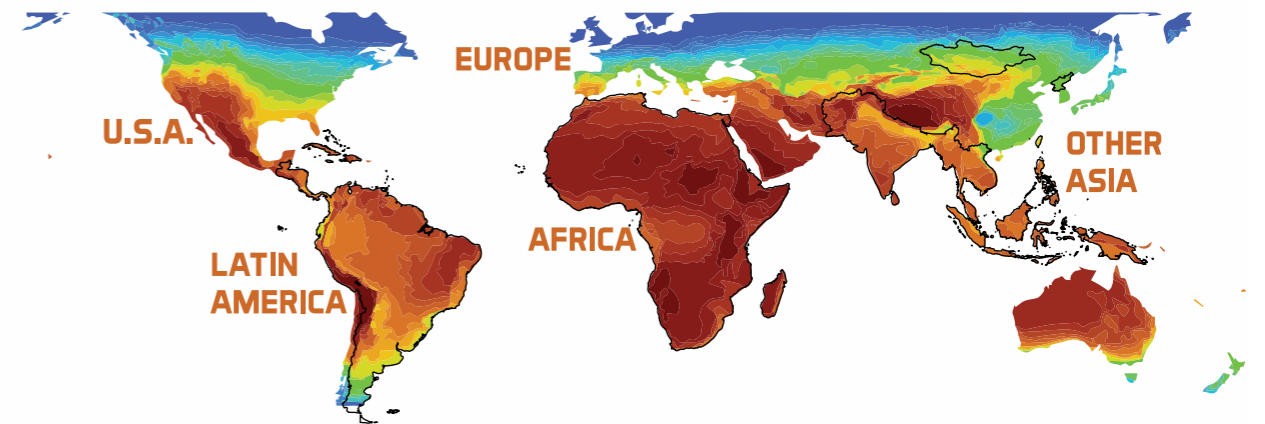 EUROPE
U.S.A.
OTHER
ASIA
AFRICA
LATIN
AMERICA